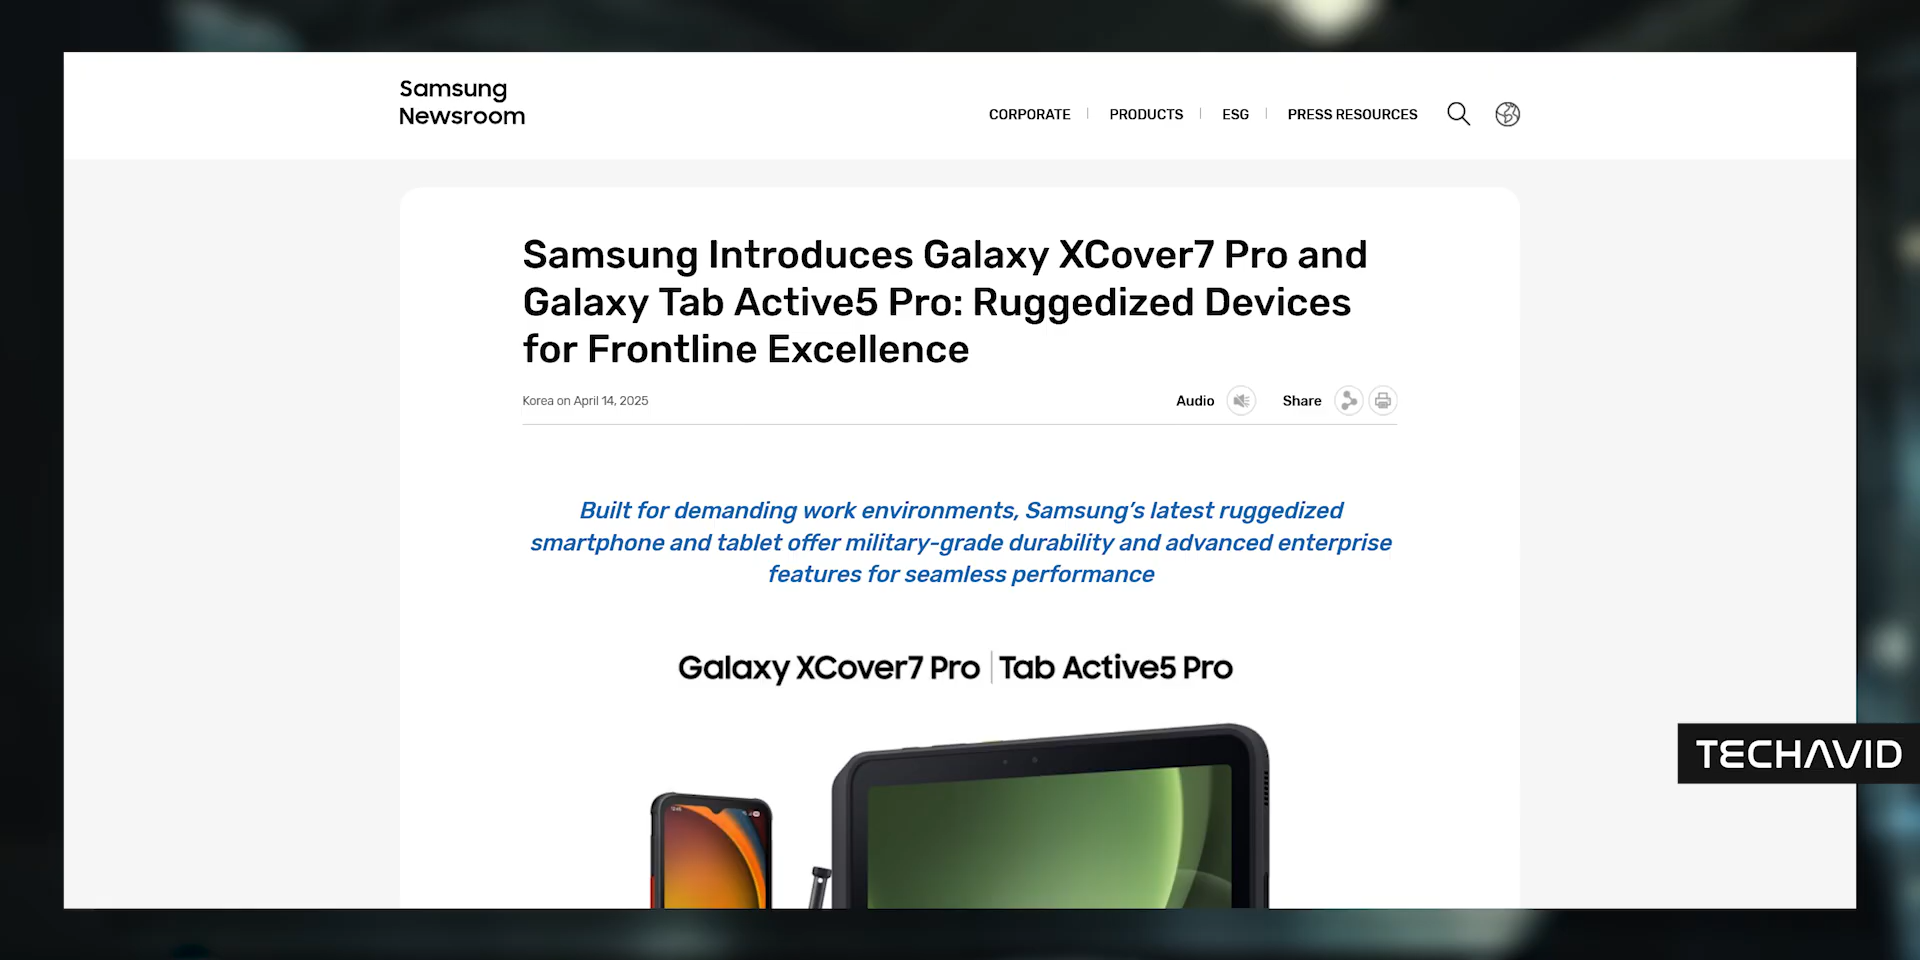 Samsung
Newsroom
CORPORATE
PRODUCTS
ESG
PRESS RESOURCES
Samsung Introduces Galaxy XCover7 Pro and
Galaxy Tab Active5 Pro: Ruggedized Devices
for Frontline Excellence
Korea on April 14, 2025
Audio
Share
Built for demanding work environments, Samsung’s latest ruggedized
smartphone and tablet offer military-grade durability and advanced enterprise
features for seamless performance
Galaxy XCover7 Pro | Tab Active5 Pro
TECHAVID